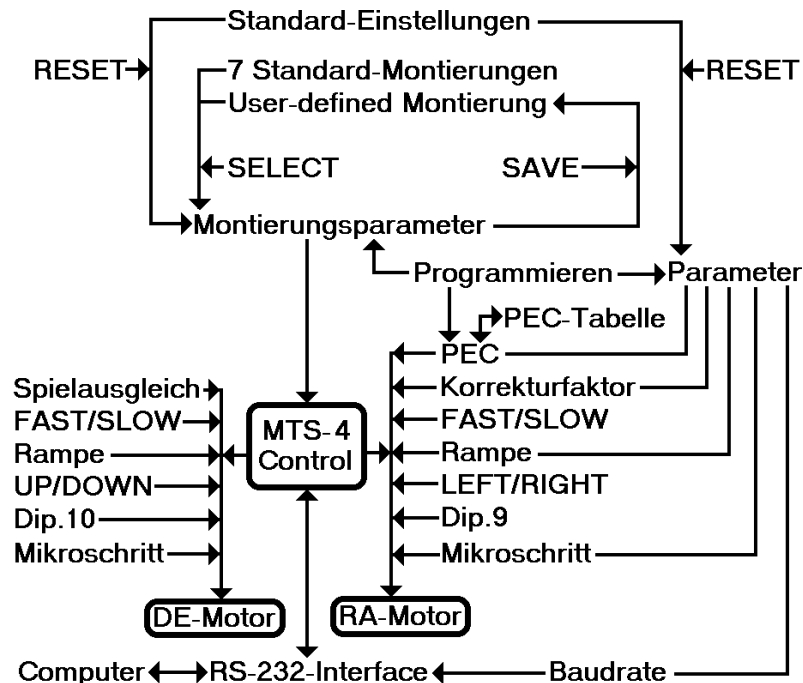 Standard-Einstellungen
RESET
7 Standard-Montierungen
RESET
User-defined Montierung
SELECT
SAVE
Montierungsparameter
Programmieren
Parameter
PEC-Tabelle
PEC
Spielausgleich
Korrekturfaktor
FAST/SLOW
MTS-4
Control
FAST/SLOW
Rampe
Rampe
UP/DOWN
LEFT/RIGHT
Dip.10
Dip.9
Mikroschritt
Mikroschritt
DE-Motor
RA-Motor
Computer
RS-232-Interface
Baudrate